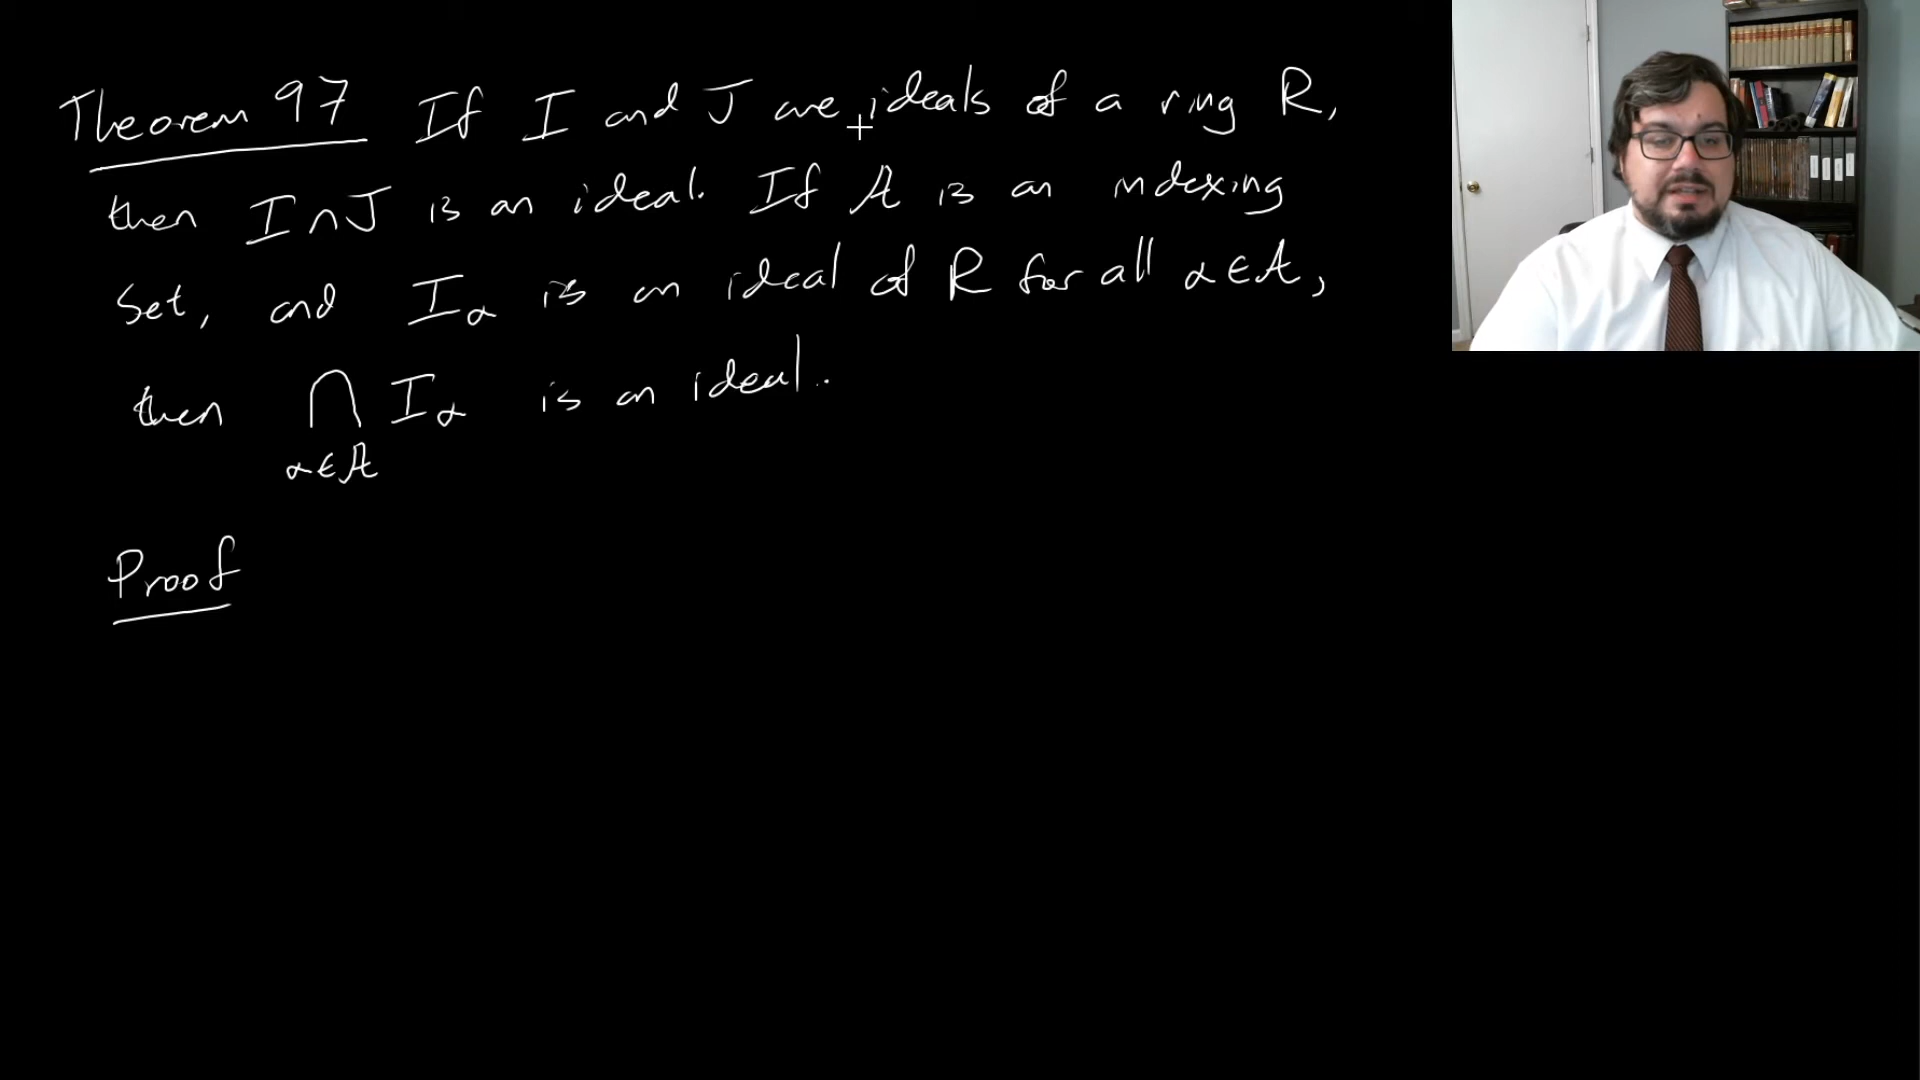 Theorem 97 If I and J are ideals of a ring R,
then I ∩ J is an ideal. If A is an indexing
Set, and I_α is an ideal of R for all α ∈ A,
then ⋂ I_α is an ideal.
α ∈ A
Proof